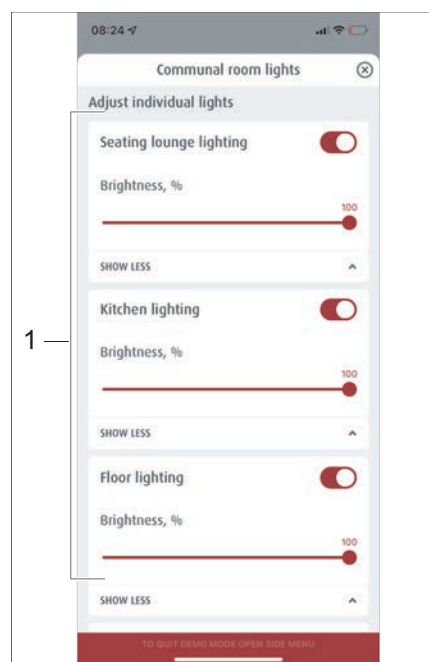 08:24
Communal room lights
Adjust individual lights
Seating lounge lighting
Brightness, %
100
SHOW LESS
Kitchen lighting
Brightness, %
100
SHOW LESS
1
Floor lighting
Brightness, %
100
SHOW LESS
TO QUIT DEMO MODE OPEN SIDE MENU